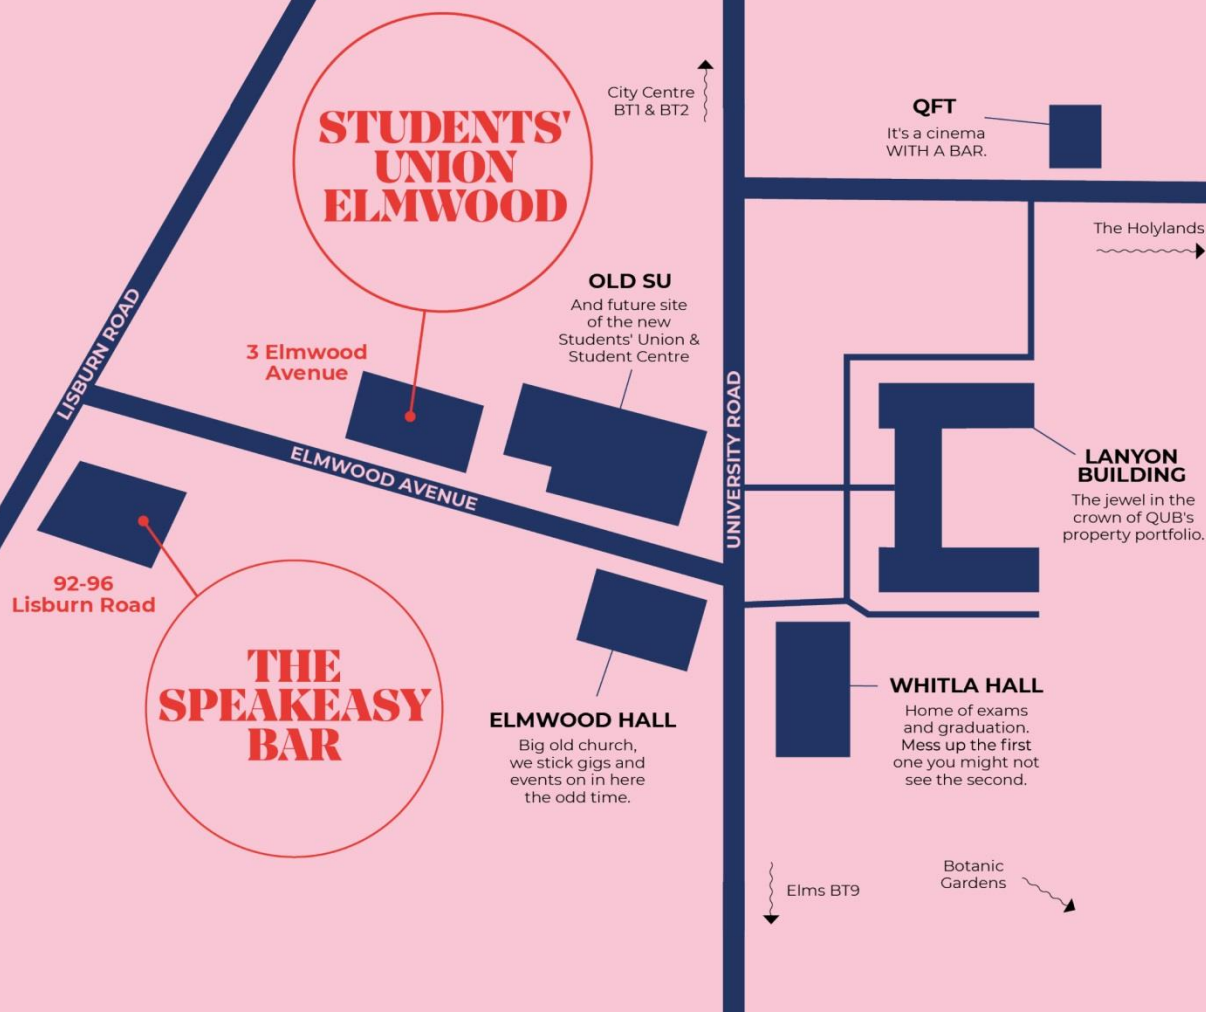 STUDENTS'
UNION
ELMWOOD
City Centre
BT1 & BT2
QFT
It's a cinema
WITH A BAR.
The Holylands
OLD SU
And future site
of the new
Students' Union &
Student Centre
3 Elmwood
Avenue
LISBURN ROAD
ELMWOOD AVENUE
UNIVERSITY ROAD
LANYON
BUILDING
The jewel in the
crown of QUB's
property portfolio.
92-96
Lisburn Road
THE
SPEAKEASY
BAR
ELMWOOD HALL
Big old church,
we stick gigs and
events on in here
the odd time.
WHITLA HALL
Home of exams
and graduation.
Mess up the first
one you might not
see the second.
Elms BT9
Botanic
Gardens